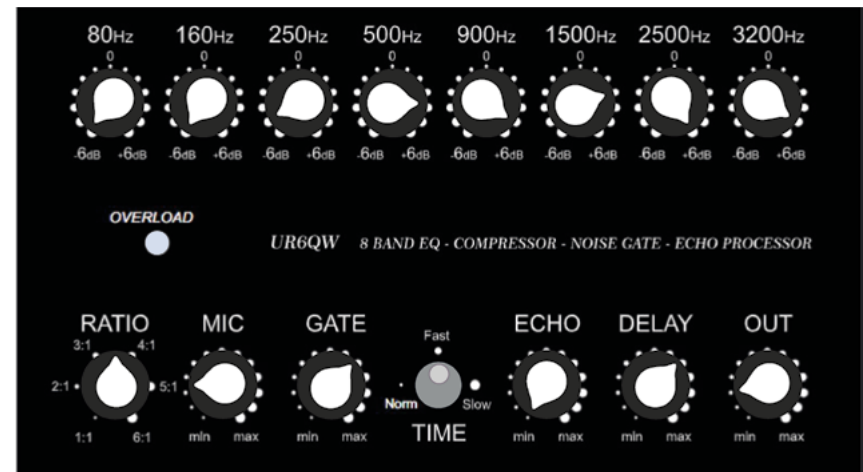 80Hz 160Hz 250Hz 500Hz 900Hz 1500Hz 2500Hz 3200Hz
0 0 0 0 0 0 0 0
-6dB +6dB -6dB +6dB -6dB +6dB -6dB +6dB -6dB +6dB -6dB +6dB -6dB +6dB -6dB +6dB
OVERLOAD
UR6QW 8 BAND EQ - COMPRESSOR - NOISE GATE - ECHO PROCESSOR
RATIO MIC GATE ECHO DELAY OUT
Fast
3:1 4:1
2:1 5:1
Norm Slow
1:1 6:1 min max min max TIME min max min max min max